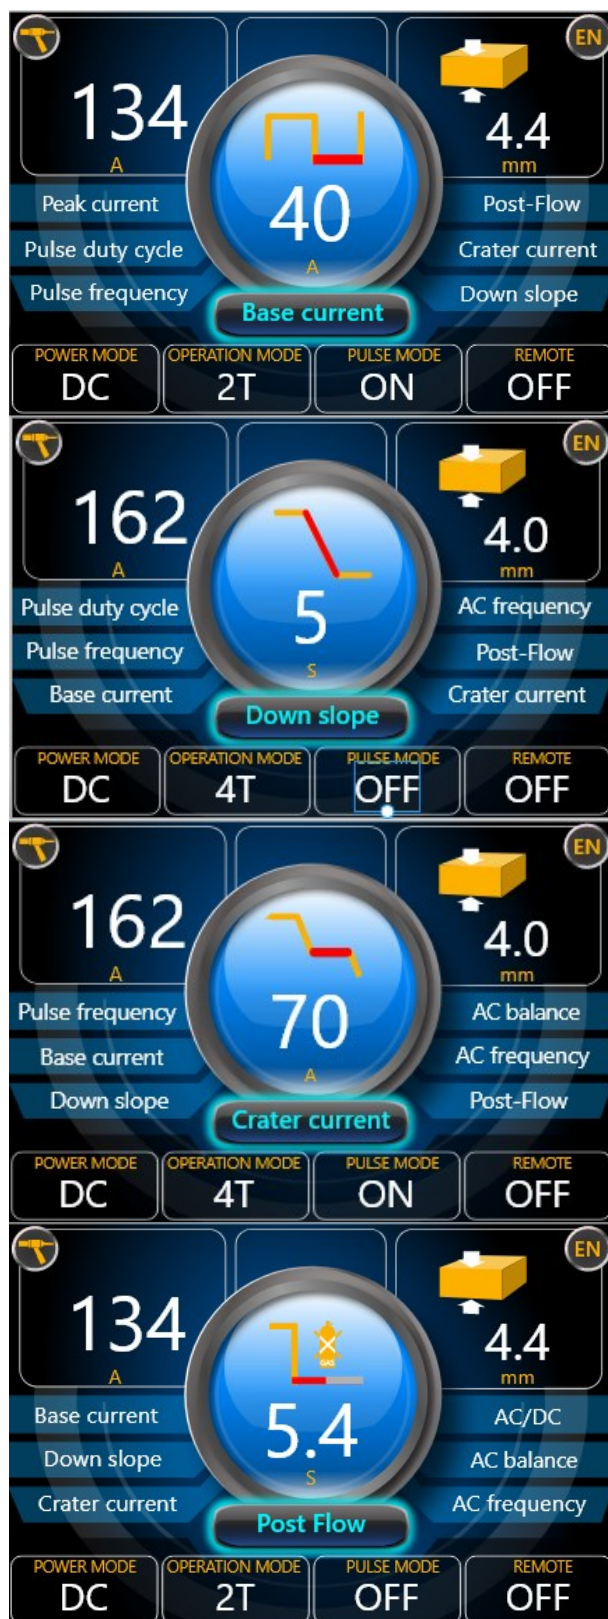 EN
134
A
4.4
mm
40
A
Peak current
Post-Flow
Pulse duty cycle
Crater current
Pulse frequency
Down slope
Base current
POWER MODE OPERATION MODE PULSE MODE REMOTE
DC 2T ON OFF
EN
162
A
4.0
mm
5
S
Pulse duty cycle
AC frequency
Pulse frequency
Post-Flow
Base current
Crater current
Down slope
POWER MODE OPERATION MODE PULSE MODE REMOTE
DC 4T OFF OFF
EN
162
A
4.0
mm
70
A
Pulse frequency
AC balance
Base current
AC frequency
Down slope
Post-Flow
Crater current
POWER MODE OPERATION MODE PULSE MODE REMOTE
DC 4T ON OFF
EN
134
A
4.4
mm
GAS
5.4
S
Base current
AC/DC
Down slope
AC balance
Crater current
AC frequency
Post Flow
POWER MODE OPERATION MODE PULSE MODE REMOTE
DC 2T OFF OFF